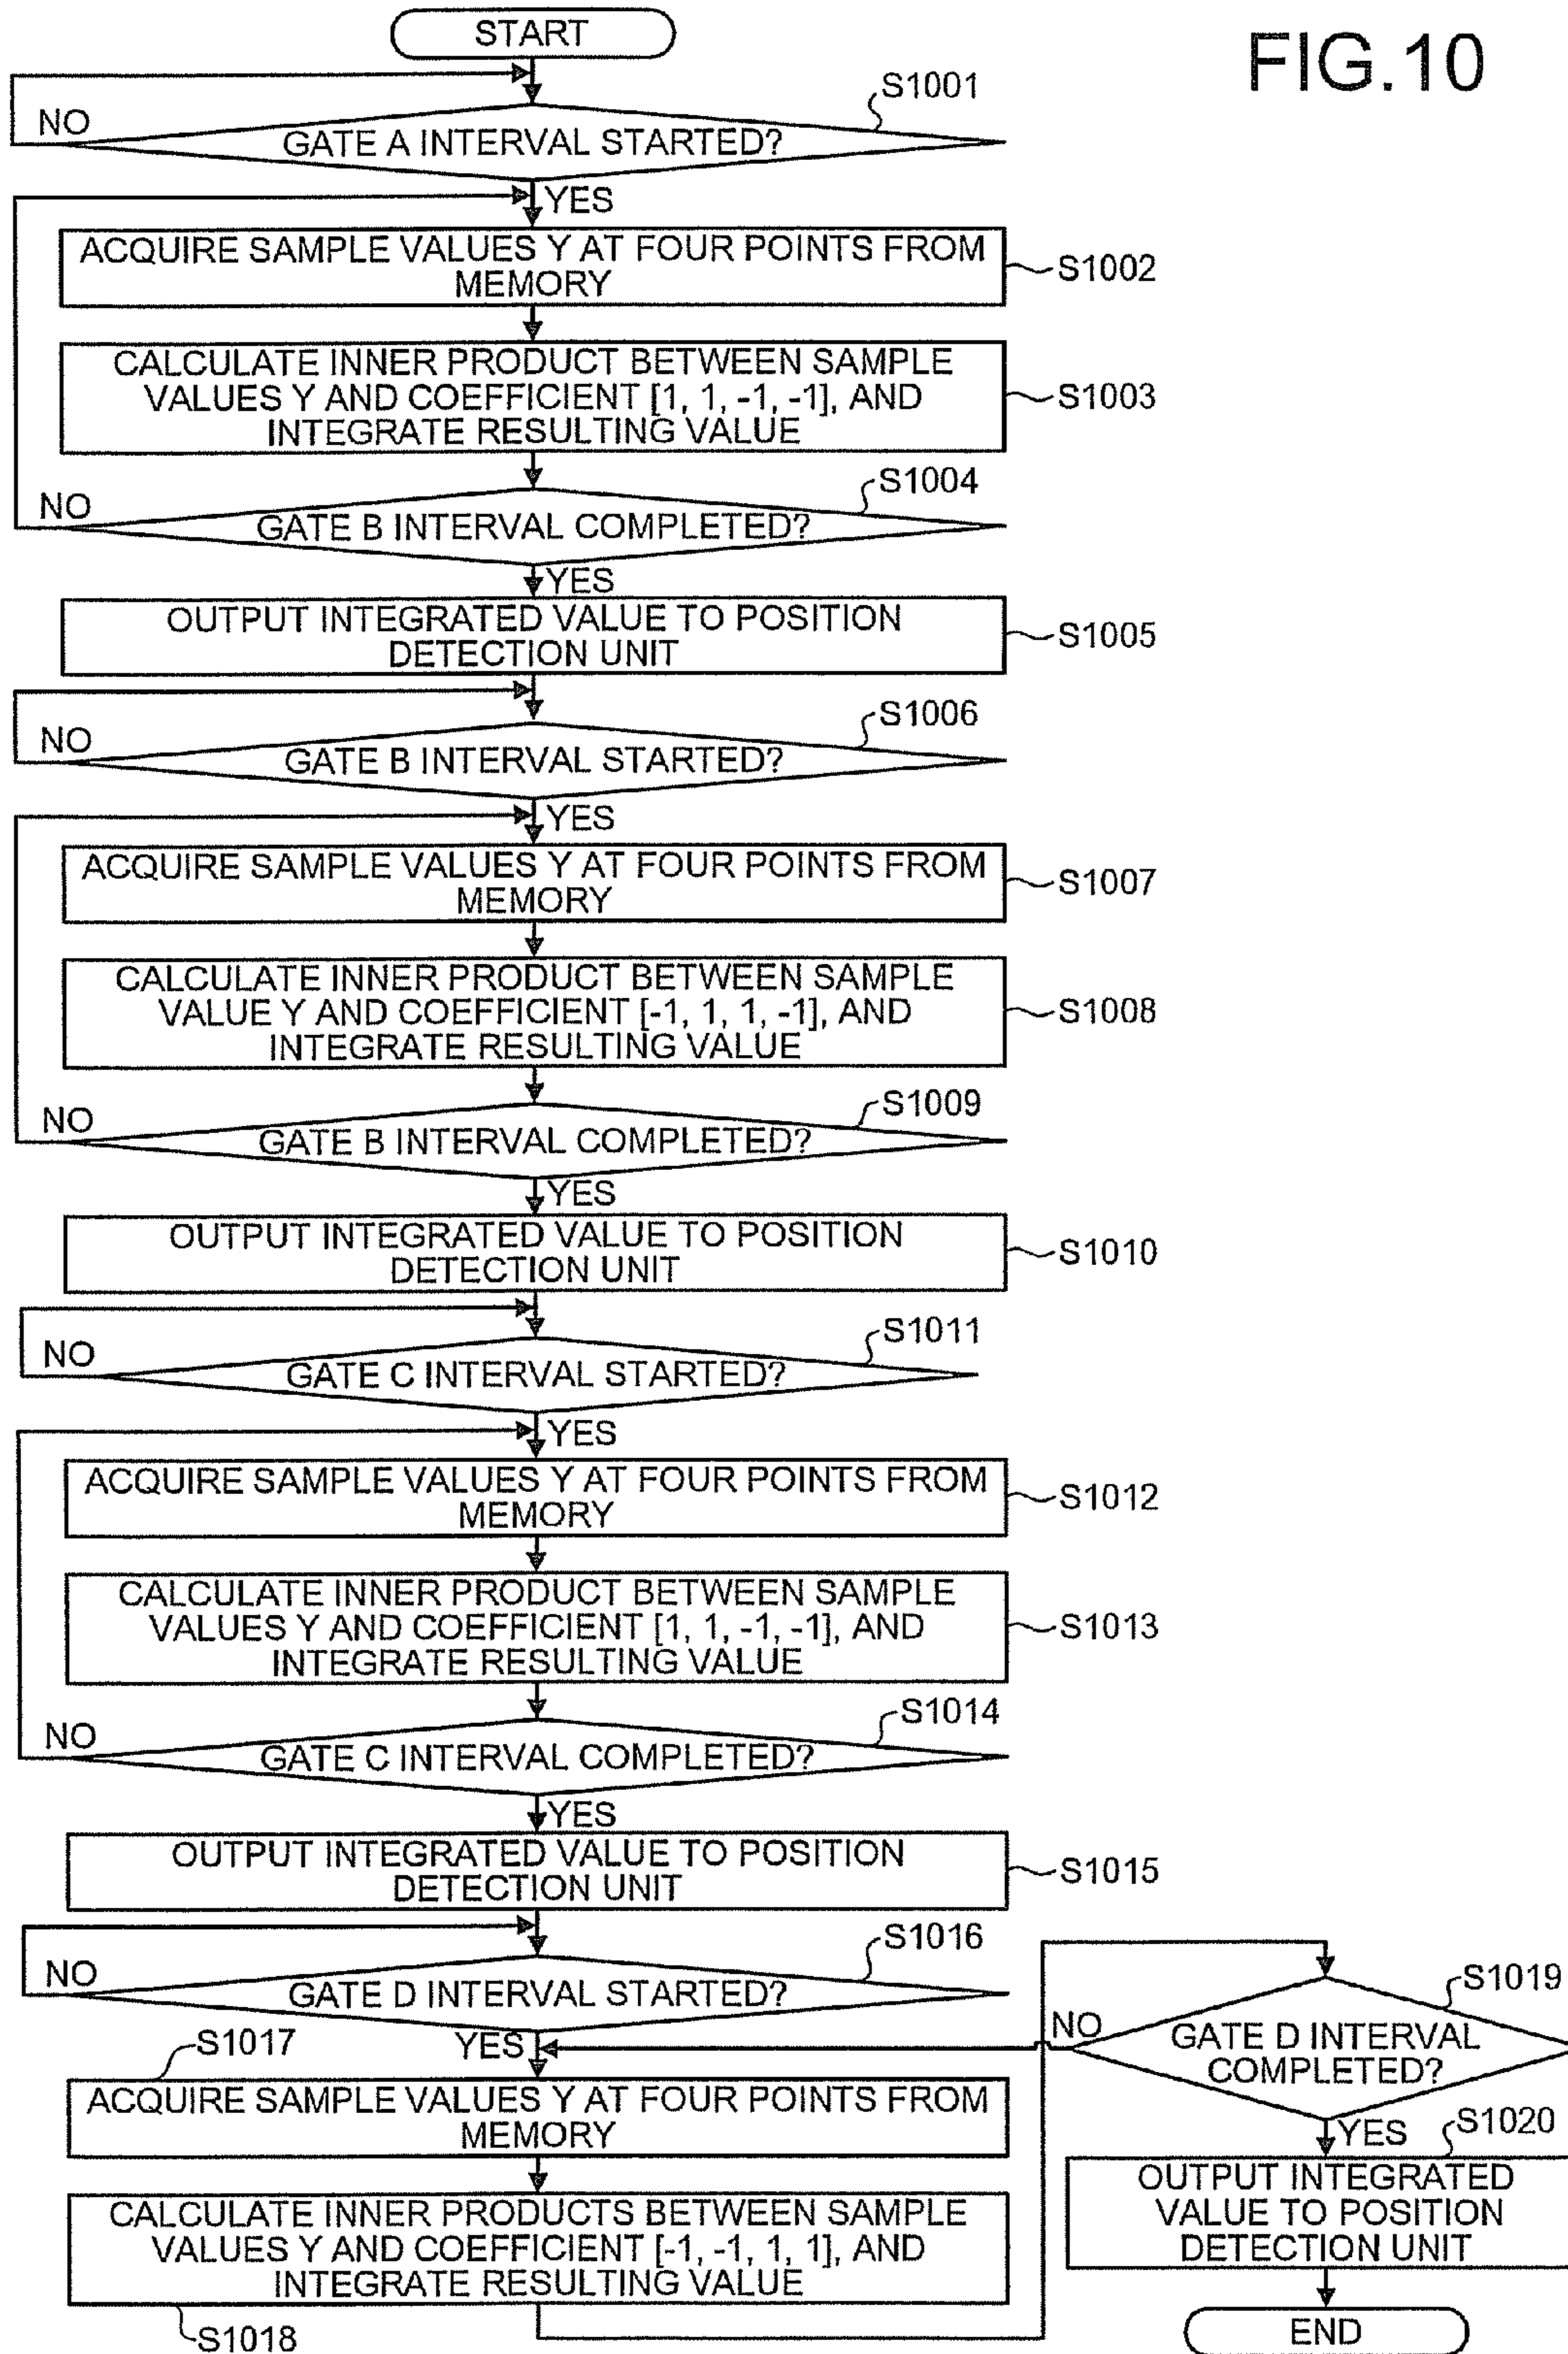 FIG.10
START
S1001
NO
GATE A INTERVAL STARTED?
YES
ACQUIRE SAMPLE VALUES Y AT FOUR POINTS FROM
MEMORY
S1002
CALCULATE INNER PRODUCT BETWEEN SAMPLE
VALUES Y AND COEFFICIENT [1, 1, -1, -1], AND
INTEGRATE RESULTING VALUE
S1003
S1004
NO
GATE B INTERVAL COMPLETED?
YES
OUTPUT INTEGRATED VALUE TO POSITION
DETECTION UNIT
S1005
S1006
NO
GATE B INTERVAL STARTED?
YES
ACQUIRE SAMPLE VALUES Y AT FOUR POINTS FROM
MEMORY
S1007
CALCULATE INNER PRODUCT BETWEEN SAMPLE
VALUE Y AND COEFFICIENT [-1, 1, 1, -1], AND
INTEGRATE RESULTING VALUE
S1008
S1009
NO
GATE B INTERVAL COMPLETED?
YES
OUTPUT INTEGRATED VALUE TO POSITION
DETECTION UNIT
S1010
S1011
NO
GATE C INTERVAL STARTED?
YES
ACQUIRE SAMPLE VALUES Y AT FOUR POINTS FROM
MEMORY
S1012
CALCULATE INNER PRODUCT BETWEEN SAMPLE
VALUES Y AND COEFFICIENT [1, 1, -1, -1], AND
INTEGRATE RESULTING VALUE
S1013
S1014
NO
GATE C INTERVAL COMPLETED?
YES
OUTPUT INTEGRATED VALUE TO POSITION
DETECTION UNIT
S1015
S1016
NO
GATE D INTERVAL STARTED?
YES
S1017
ACQUIRE SAMPLE VALUES Y AT FOUR POINTS FROM
MEMORY
CALCULATE INNER PRODUCTS BETWEEN SAMPLE
VALUES Y AND COEFFICIENT [-1, -1, 1, 1], AND
INTEGRATE RESULTING VALUE
S1018
S1019
NO
GATE D INTERVAL
COMPLETED?
YES
S1020
OUTPUT INTEGRATED
VALUE TO POSITION
DETECTION UNIT
END